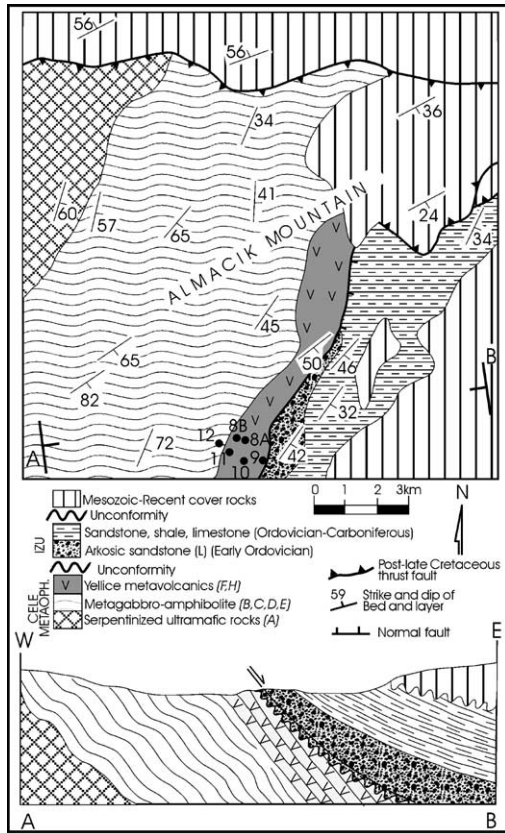 56
56
36
34
41
24
34
60
57
65
ALMACIK MOUNTAIN
45
50
46
65
B
82
32
8B
12
8A
72
A
11
9
42
10
0 1 2 3km
N
Mesozoic-Recent cover rocks
Unconformity
IZU
Sandstone, shale, limestone (Ordovician-Carboniferous)
Arkosic sandstone (L) (Early Ordovician)
Unconformity
CELE METAOPH.
V Yellice metavolcanics (F,H)
Metagabbro-amphibolite (B,C,D,E)
Serpentinized ultramafic rocks (A)
Post-late Cretaceous
thrust fault
59 Strike and dip of
Bed and layer
Normal fault
W E
A B